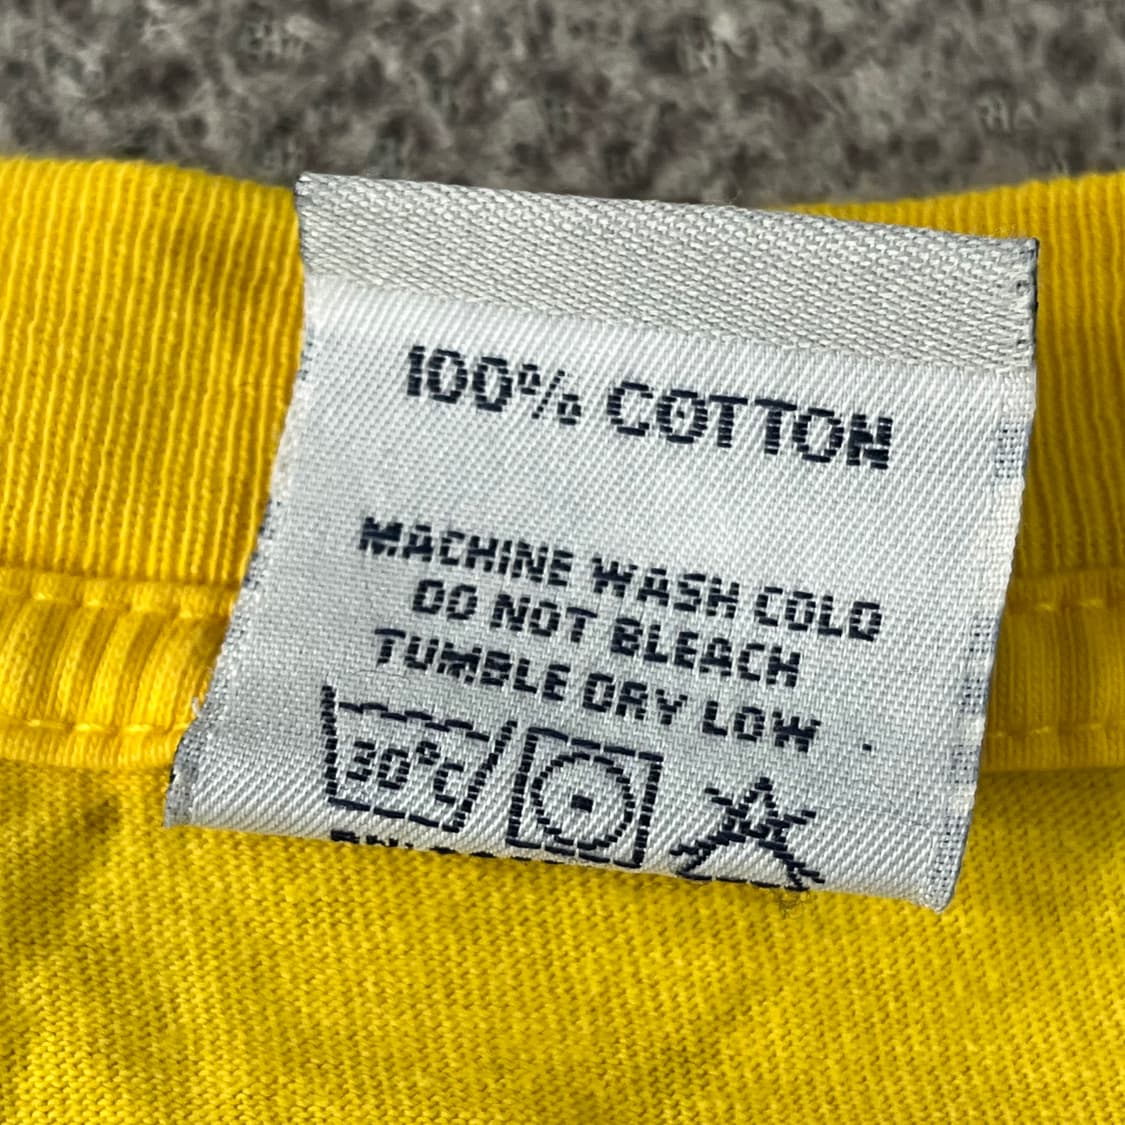 100% COTTON
MACHINE WASH COLD
DO NOT BLEACH
TUMBLE DRY LOW
30°C